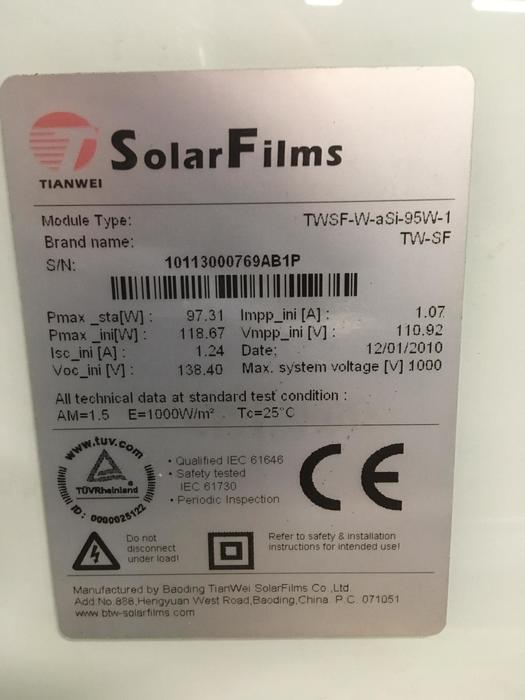 SolarFilms
TIANWEI
Module Type: TWSF-W-aSi-95W-1
Brand name: TW-SF
S/N: 10113000769AB1P
Pmax _sta[W] : 97.31 Impp_ini [A] : 1.07
Pmax _ini[W] : 118.67 Vmpp_ini [V] : 110.92
Isc_ini [A] : 1.24 Date; 12/01/2010
Voc_ini [V] : 138.40 Max. system voltage [V] 1000
All technical data at standard test condition :
AM=1.5 E=1000W/m² Tc=25°C
www.tuv.com
TÜVRheinland
ID: 0000025122
• Qualified IEC 61646
• Safety tested
IEC 61730
• Periodic Inspection
CE
Do not
disconnect
under load!
Refer to safety & installation
instructions for intended use!
Manufactured by Baoding TianWei SolarFilms Co.,Ltd.
Add:No.888,Hengyuan West Road,Baoding,China. P.C. 071051
www.btw-solarfilms.com